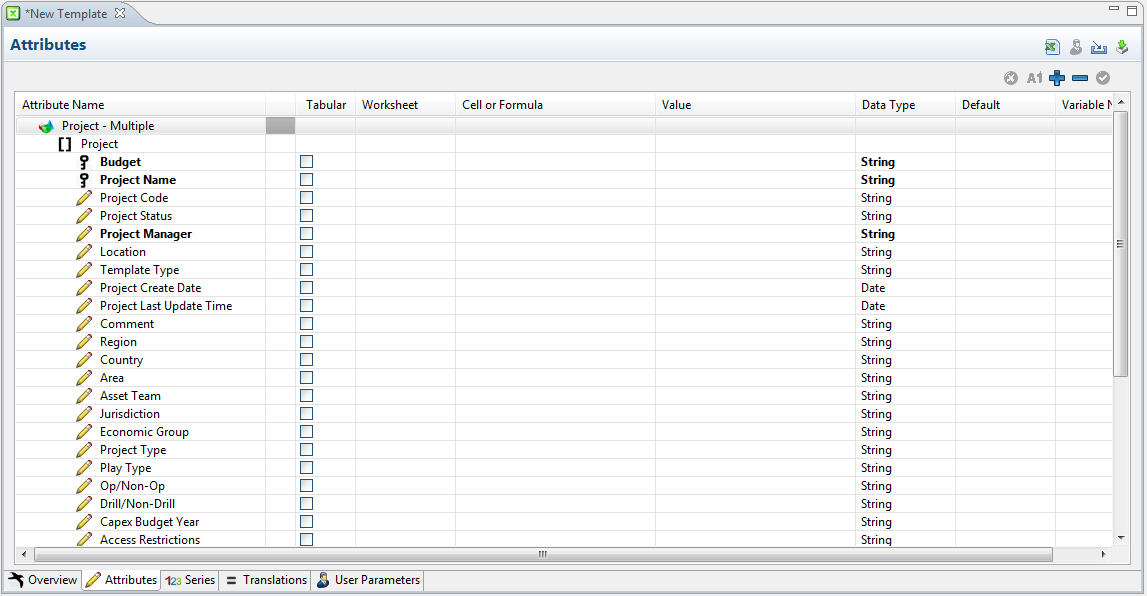 *New Template
Attributes
A1
Attribute Name Tabular Worksheet Cell or Formula Value Data Type Default Variable N
Project - Multiple
[] Project
Budget String
Project Name String
Project Code String
Project Status String
Project Manager String
Location String
Template Type String
Project Create Date Date
Project Last Update Time Date
Comment String
Region String
Country String
Area String
Asset Team String
Jurisdiction String
Economic Group String
Project Type String
Play Type String
Op/Non-Op String
Drill/Non-Drill String
Capex Budget Year String
Access Restrictions String
Overview Attributes 123 Series = Translations User Parameters